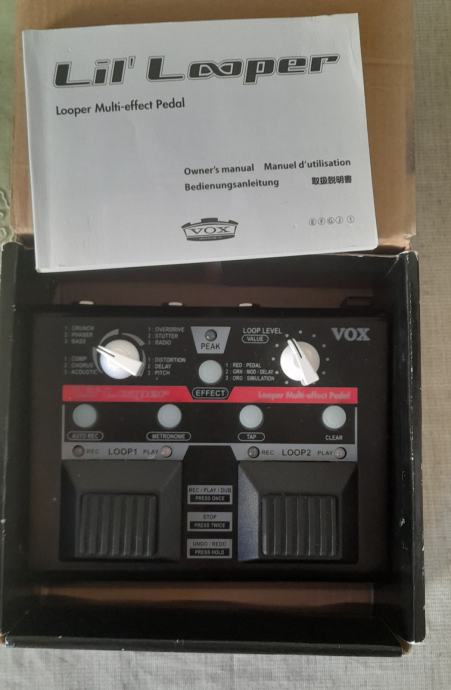 Lil' Looper
Looper Multi-effect Pedal
Owner's manual Manuel d'utilisation
Bedienungsanleitung 取扱説明書
VOX
E F G J 1
1 : CRUNCH
2 : PHASER
3 : BASS
1 : OVERDRIVE
2 : STUTTER
3 : RADIO
1 : COMP
2 : CHORUS
3 : ACOUSTIC
1 : DISTORTION
2 : DELAY
3 : PITCH
PEAK
LOOP LEVEL
VALUE
VOX
1 : RED : PEDAL
2 : GRN : MOD • DELAY
3 : ORG : SIMULATION
EFFECT
Lil' Looper
Looper Multi-effect Pedal
AUTO REC
METRONOME
TAP
CLEAR
REC LOOP1 PLAY
REC LOOP2 PLAY
REC / PLAY / DUB
PRESS ONCE
STOP
PRESS TWICE
UNDO / REDO
PRESS HOLD